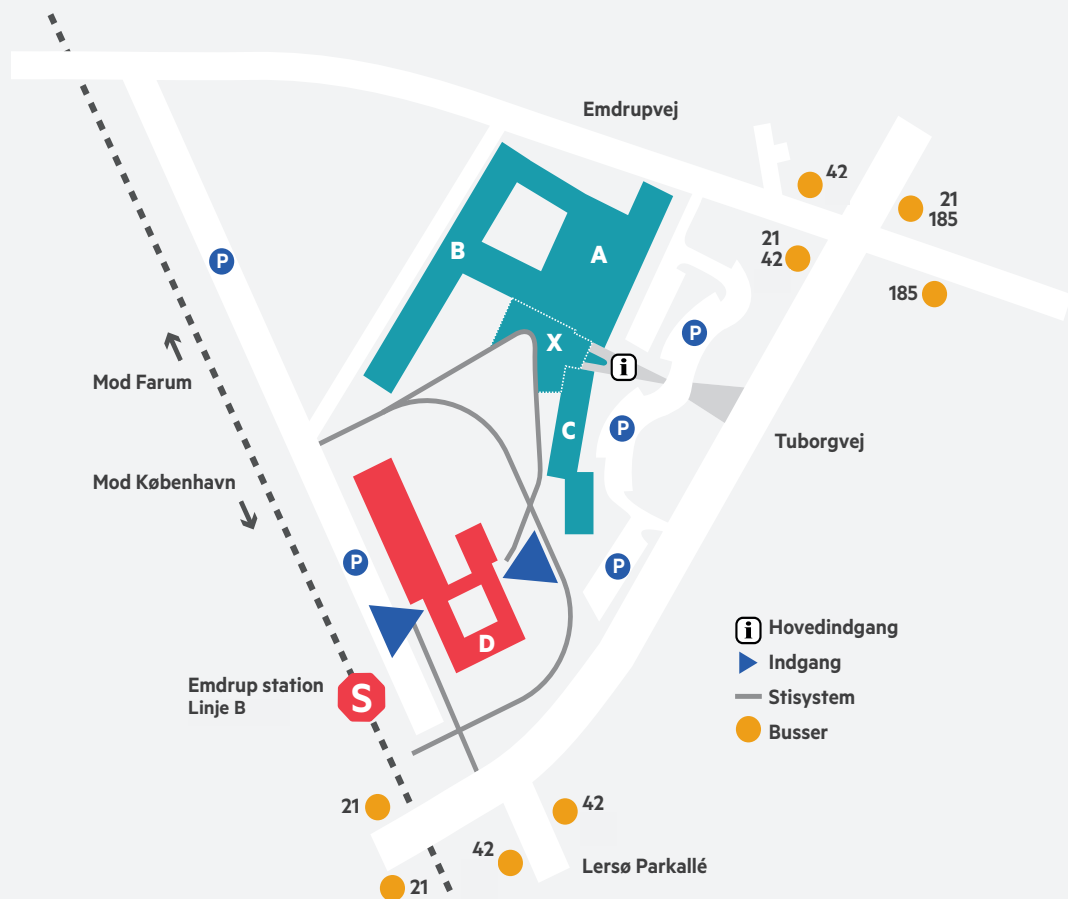 Emdrupvej
42
21
185
21
42
185
B
A
P
P
X
i
Mod Farum
P
C
Tuborgvej
Mod København
P
P
D
i Hovedindgang
Indgang
Stisystem
Busser
Emdrup station
Linje B
S
21
42
42
Lersø Parkallé
21